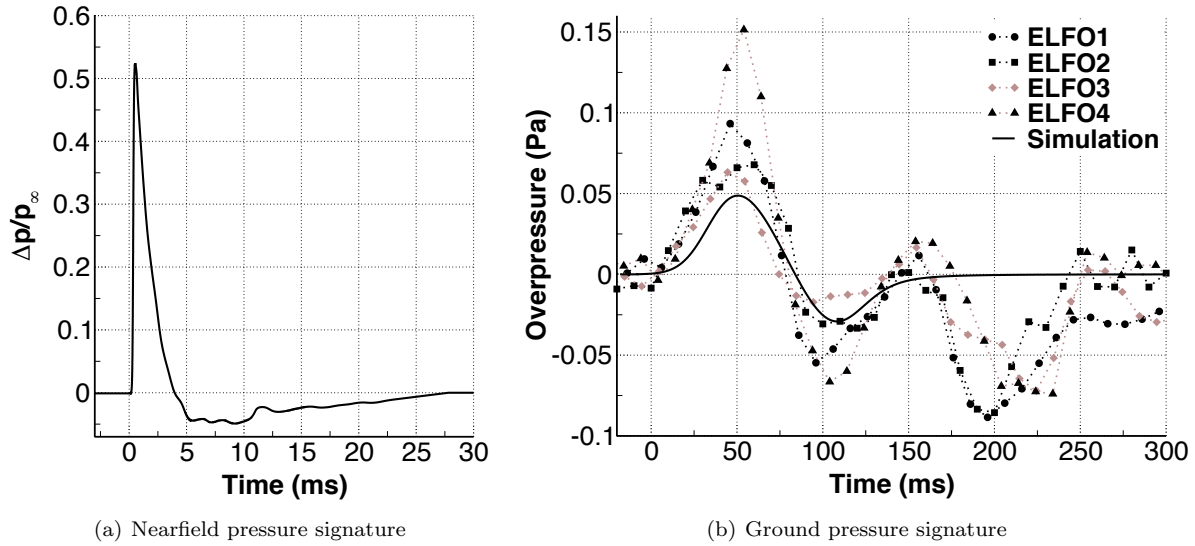 0.6
0.5
0.4
0.3
0.2
0.1
0
Δp/p∞
0 5 10 15 20 25 30
Time (ms)
(a) Nearfield pressure signature
0.15
0.1
0.05
0
-0.05
-0.1
Overpressure (Pa)
ELFO1
ELFO2
ELFO3
ELFO4
Simulation
0 50 100 150 200 250 300
Time (ms)
(b) Ground pressure signature